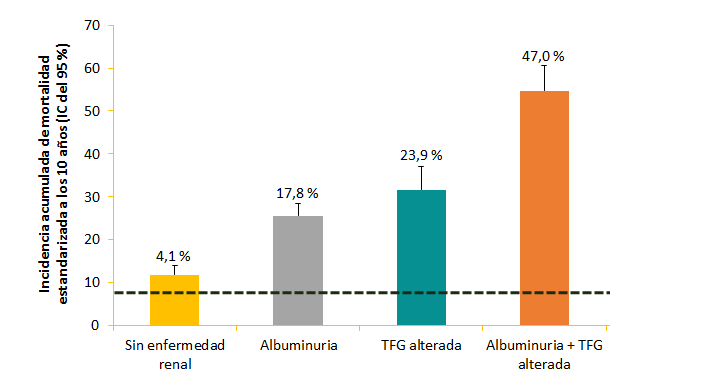 Incidencia acumulada de mortalidad
estandarizada a los 10 años (IC del 95 %)
70
60
50
40
30
20
10
0
4,1 %
17,8 %
23,9 %
47,0 %
Sin enfermedad
renal
Albuminuria
TFG alterada
Albuminuria + TFG
alterada